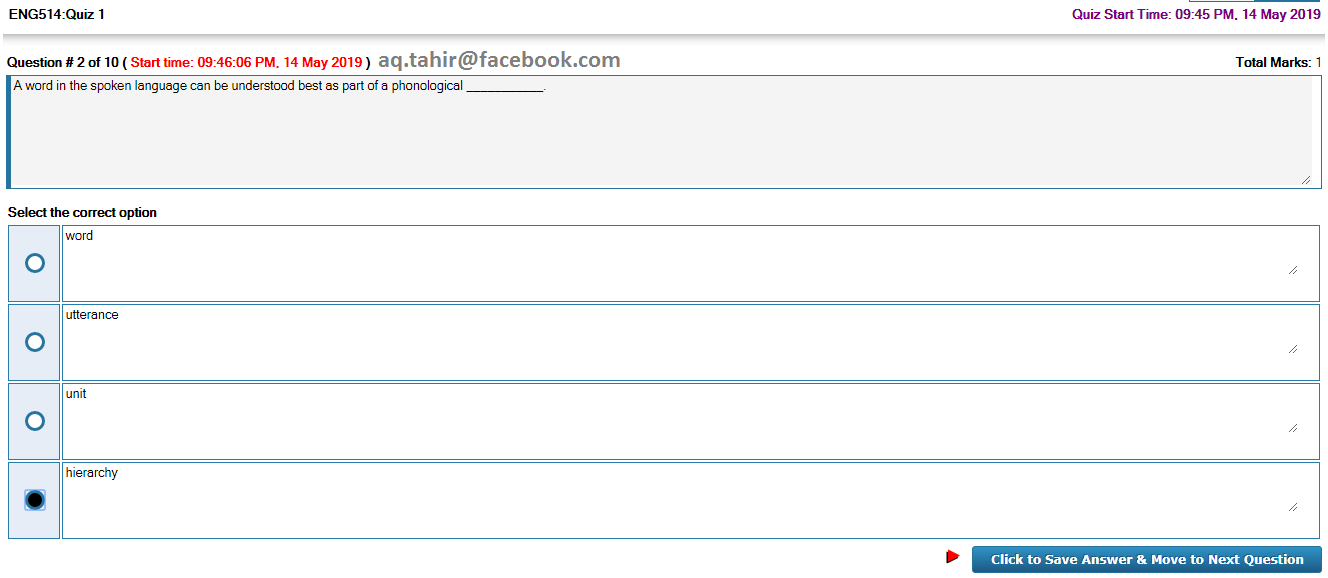 ENG514:Quiz 1
Quiz Start Time: 09:45 PM, 14 May 2019
Question # 2 of 10 ( Start time: 09:46:06 PM, 14 May 2019 ) aq.tahir@facebook.com
Total Marks: 1
A word in the spoken language can be understood best as part of a phonological ___________.
Select the correct option
word
utterance
unit
hierarchy
Click to Save Answer & Move to Next Question